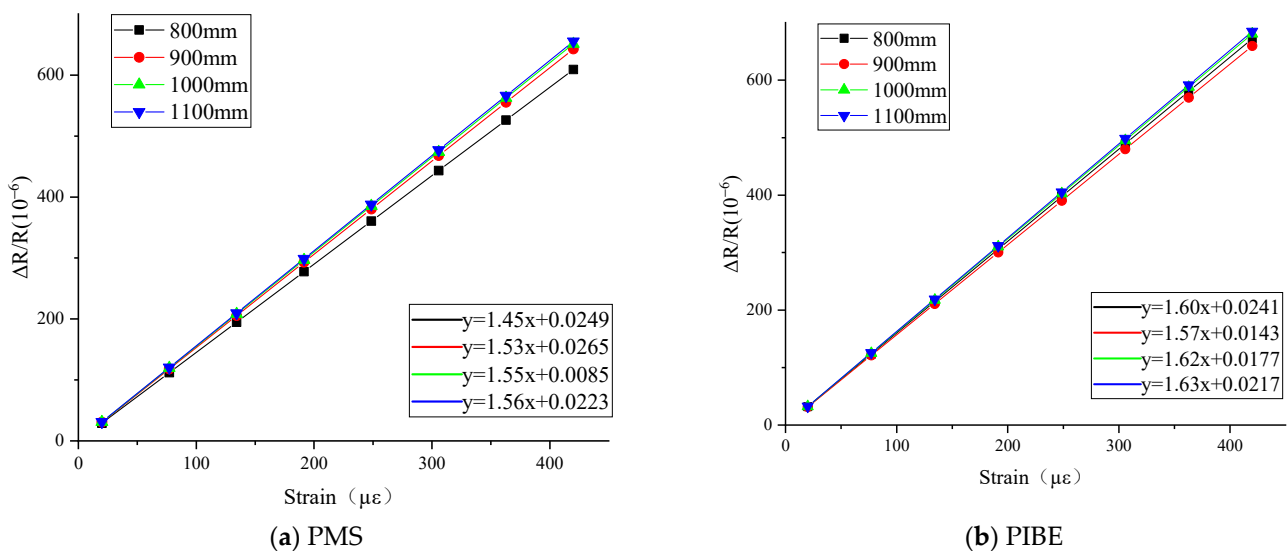 800mm
900mm
1000mm
1100mm
600
400
200
0
ΔR/R(10⁻⁶)
y=1.45x+0.0249
y=1.53x+0.0265
y=1.55x+0.0085
y=1.56x+0.0223
0 100 200 300 400
Strain（με）
(a) PMS
800mm
900mm
1000mm
1100mm
600
400
200
0
ΔR/R(10⁻⁶)
y=1.60x+0.0241
y=1.57x+0.0143
y=1.62x+0.0177
y=1.63x+0.0217
0 100 200 300 400
Strain（με）
(b) PIBE